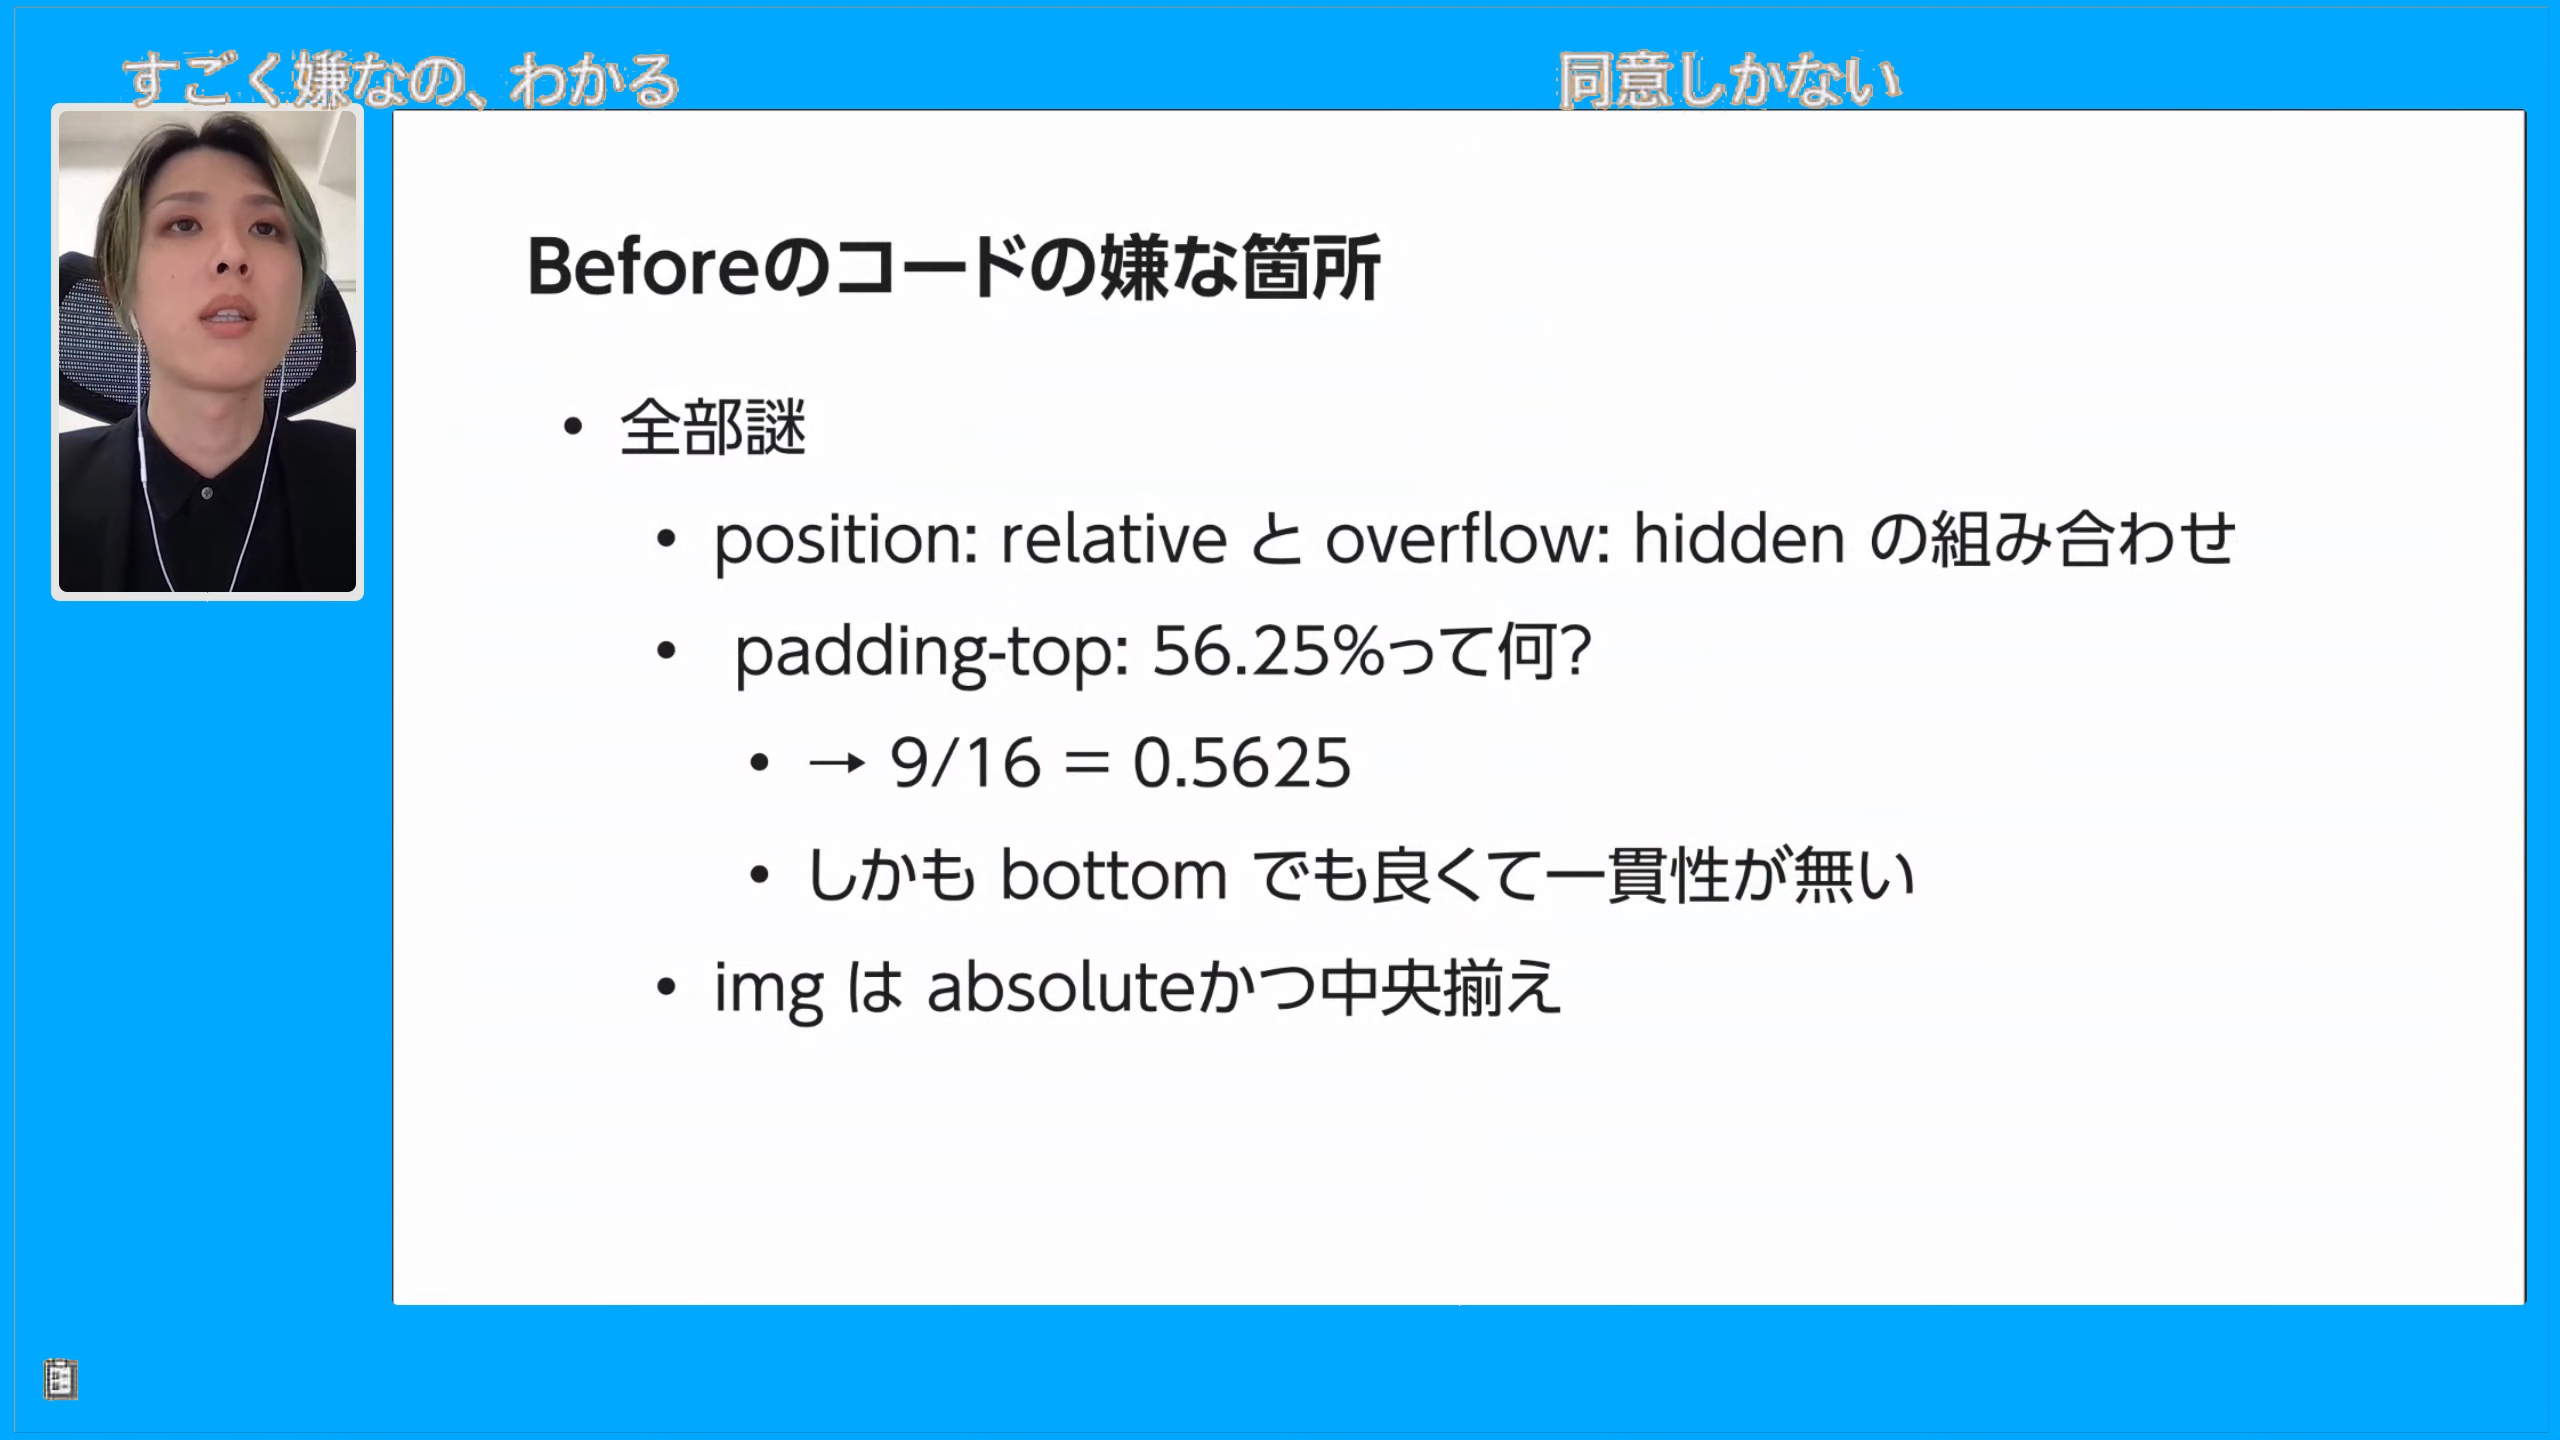 すごく嫌なの、わかる
同意しかない
Beforeのコードの嫌な箇所
• 全部謎
• position: relative と overflow: hidden の組み合わせ
• padding-top: 56.25%って何?
• → 9/16 = 0.5625
• しかも bottom でも良くて一貫性が無い
• img は absoluteかつ中央揃え